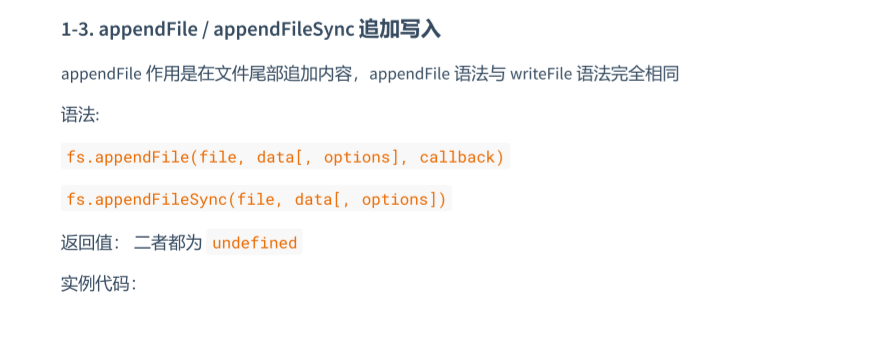 1-3. appendFile / appendFileSync 追加写入
appendFile 作用是在文件尾部追加内容，appendFile 语法与 writeFile 语法完全相同
语法:
fs.appendFile(file, data[, options], callback)
fs.appendFileSync(file, data[, options])
返回值： 二者都为 undefined
实例代码：